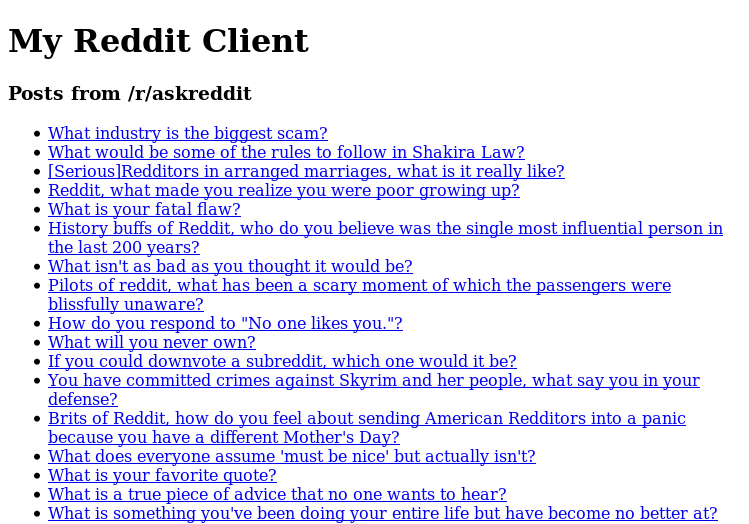 My Reddit Client
Posts from /r/askreddit
What industry is the biggest scam?
What would be some of the rules to follow in Shakira Law?
[Serious]Redditors in arranged marriages, what is it really like?
Reddit, what made you realize you were poor growing up?
What is your fatal flaw?
History buffs of Reddit, who do you believe was the single most influential person in
the last 200 years?
What isn't as bad as you thought it would be?
Pilots of reddit, what has been a scary moment of which the passengers were
blissfully unaware?
How do you respond to "No one likes you."?
What will you never own?
If you could downvote a subreddit, which one would it be?
You have committed crimes against Skyrim and her people, what say you in your
defense?
Brits of Reddit, how do you feel about sending American Redditors into a panic
because you have a different Mother's Day?
What does everyone assume 'must be nice' but actually isn't?
What is your favorite quote?
What is a true piece of advice that no one wants to hear?
What is something you've been doing your entire life but have become no better at?